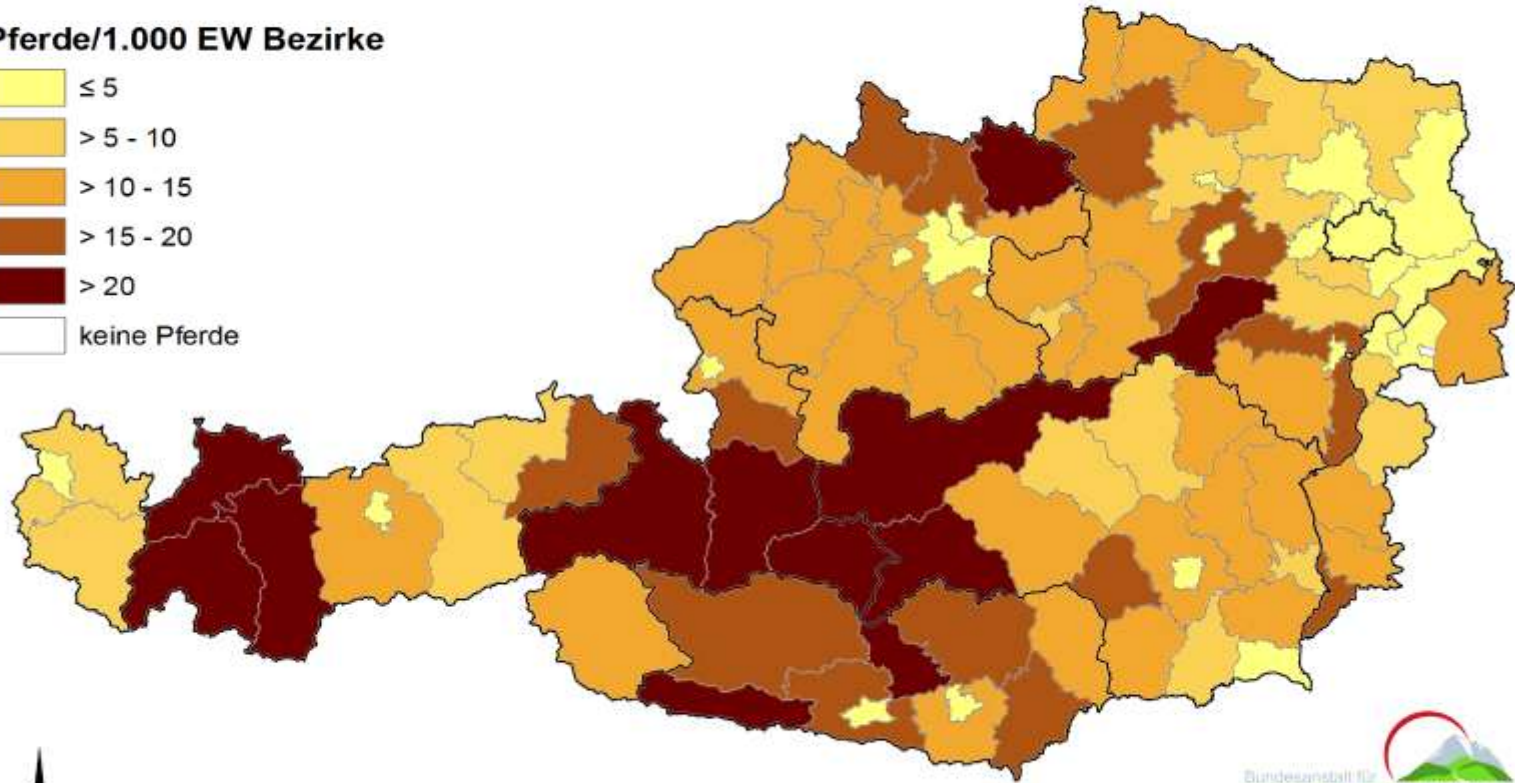 Pferde/1.000 EW Bezirke
≤ 5
> 5 - 10
> 10 - 15
> 15 - 20
> 20
keine Pferde
Bundesanstalt für